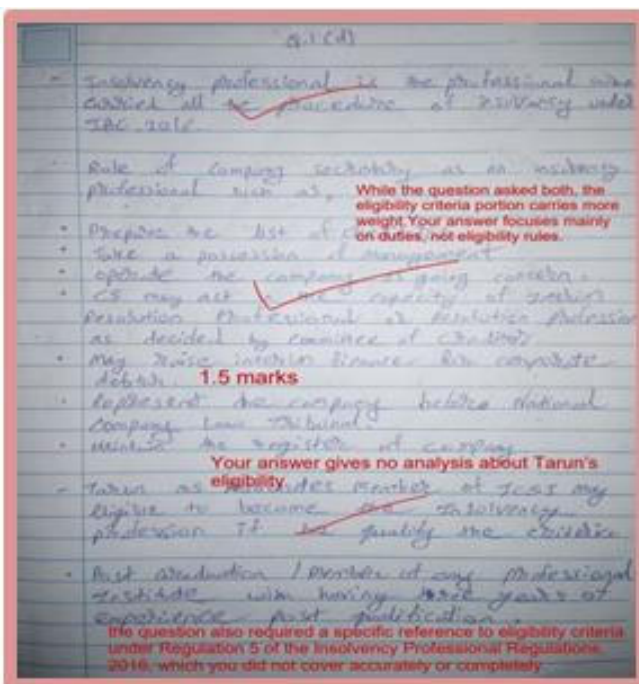 Q.1 (d)
- Insolvency professional is the professional who
carried all the procedure of insolvency under
IBC role.
Role of company secretary as an insolvency
professional such as,
While the question asked both, the
eligibility criteria portion carries more
weight.Your answer focuses mainly
on duties, not eligibility rules.
Prepare the list of
Take a possession of management
operate the company as going concern.
CS may act in the capacity of
Resolution Professional or Resolution Profession
as decided by committee of creditors
may raise interim finance for corporate
debtor.
1.5 marks
Represent the company before National
Company Law Tribunal.
the register of company
Your answer gives no analysis about Tarun's
eligibility
- Tarun as member of ICSI may
eligible to become Insolvency
profession if he qualify the
Post graduation / member of any professional
institute with having years of
experience post
the question also required a specific reference to eligibility criteria
under Regulation 5 of the Insolvency Professional Regulations,
2016, which you did not cover accurately or completely